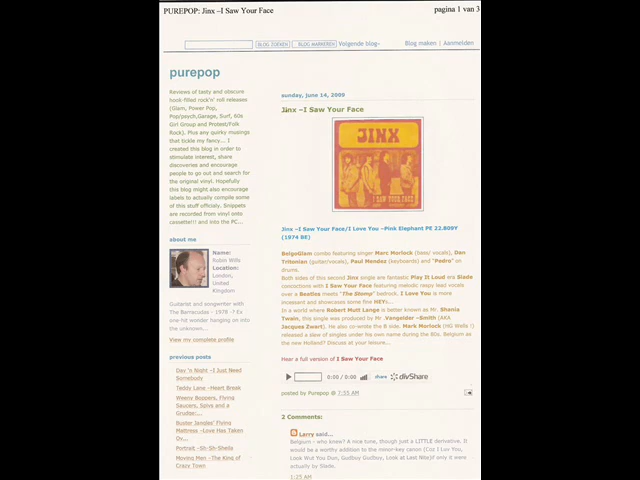 PUREPOP: Jinx –I Saw Your Face
pagina 1 van 3
BLOG ZOEKEN
BLOG MARKEREN
Volgende blog»
Blog maken | Aanmelden
purepop
Reviews of tasty and obscure
hook-filled rock'n' roll releases
(Glam, Power Pop,
Pop/psych,Garage, Surf, 60s
Girl Group and Protest/Folk
Rock). Plus any quirky musings
that tickle my fancy... I
created this blog in order to
stimulate interest, share
discoveries and encourage
people to go out and search for
the original vinyl. Hopefully
this blog might also encourage
labels to actually compile some
of this stuff officially. Snippets
are recorded from vinyl onto
cassette!!! and into the PC...
about me
Name:
Robin Wills
Location:
London,
United
Kingdom
Guitarist and songwriter with
The Barracudas - 1978 -? Ex
one-hit wonder hanging on into
the unknown...
View my complete profile
previous posts
Day 'n Night –I Just Need
Somebody
Teddy Lane –Heart Break
Weeny Boppers, Flying
Saucers, Spiva and a
Grudge:...
Buster Jangles' Flying
Mattress –Love Has Taken
Ov...
Portrait –Sh-Sh-Sheila
Moving Men –The King of
Crazy Town
sunday, june 14, 2009
Jinx –I Saw Your Face
JINX
I SAW YOUR FACE
Jinx –I Saw Your Face/I Love You –Pink Elephant PE 22.809Y
(1974 BE)
BelgoGlam combo featuring singer Marc Morlock (bass/ vocals), Dan
Tritonian (guitar/vocals), Paul Mendez (keyboards) and "Pedro" on
drums.
Both sides of this second Jinx single are fantastic Play It Loud era Slade
concoctions with I Saw Your Face featuring melodic raspy lead vocals
over a Beatles meets "The Stomp" bedrock. I Love You is more
incessant and showcases some fine HEYs...
In a world where Robert Mutt Lange is better known as Mr. Shania
Twain, this single was produced by Mr .Vangelder –Smith (AKA
Jacques Zwart). He also co-wrote the B side. Mark Morlock (HG Wells !)
released a slew of singles under his own name during the 80s. Belgium
as the new Holland? Discuss at your leisure...
Hear a full version of I Saw Your Face
0:00 / 0:00
share
divShare
posted by Purepop @ 7:55 AM
2 Comments:
Larry said...
Belgium - who knew? A nice tune, though just a LITTLE derivative. It
would be a worthy addition to the minor-key canon (Coz I Luv You,
Look Wot You Dun, Gudbuy Gudbuy, Look at Last Nite)if only it were
actually by Slade.
1:25 AM